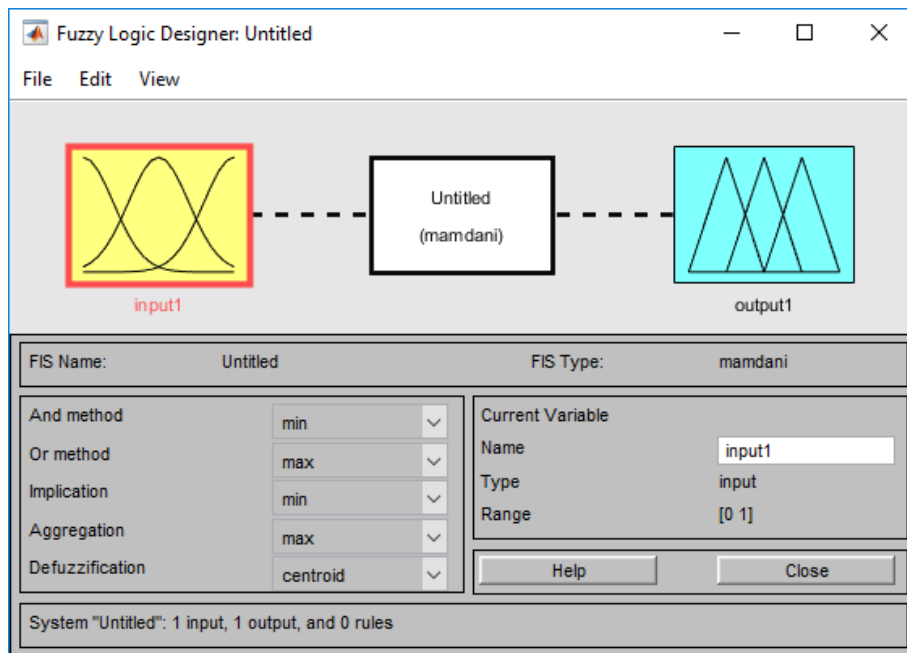 Fuzzy Logic Designer: Untitled
File Edit View
Untitled
(mamdani)
input1
output1
FIS Name: Untitled FIS Type: mamdani
And method min
Or method max
Implication min
Aggregation max
Defuzzification centroid
Current Variable
Name input1
Type input
Range [0 1]
Help Close
System "Untitled": 1 input, 1 output, and 0 rules